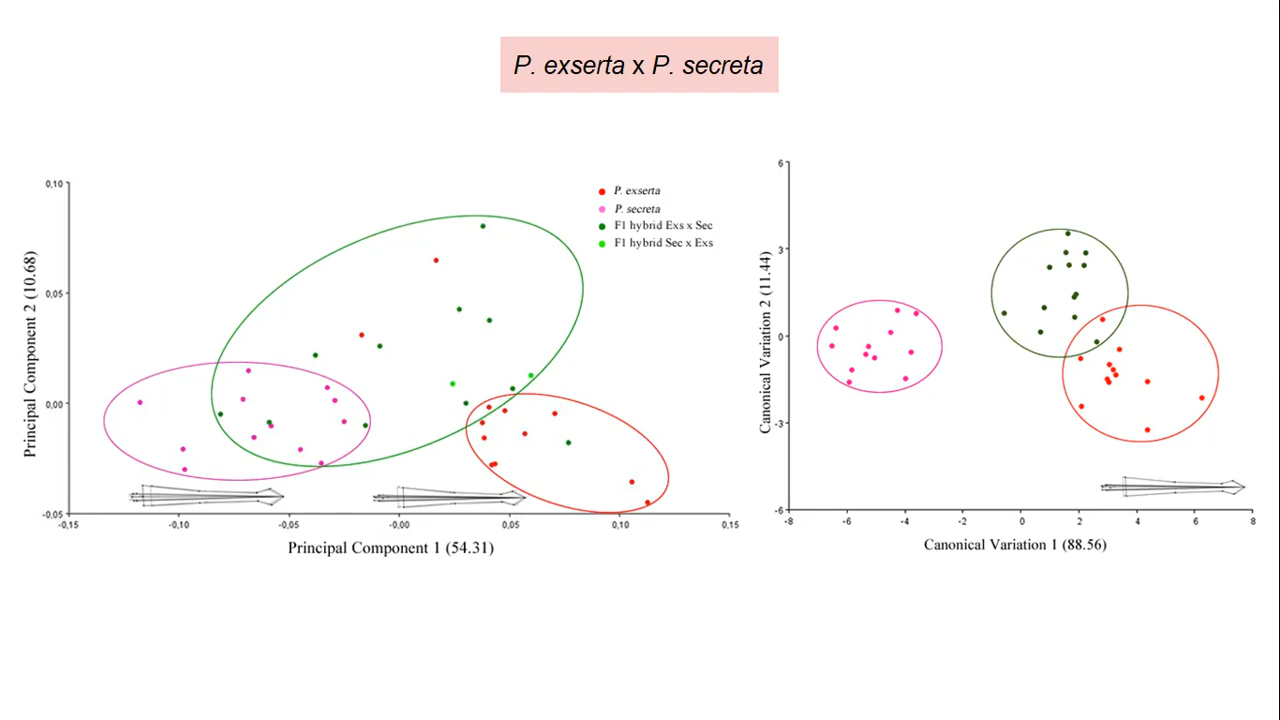 P. exserta x P. secreta
0,10
0,05
0,00
-0,05
-0,15
-0,10
-0,05
-0,00
0,05
0,10
0,15
Principal Component 2 (10.68)
Principal Component 1 (54.31)
P. exserta
P. secreta
F1 hybrid Exs x Sec
F1 hybrid Sec x Exs
6
3
0
-3
-6
-8
-6
-4
-2
0
2
4
6
8
Canonical Variation 2 (11.44)
Canonical Variation 1 (88.56)